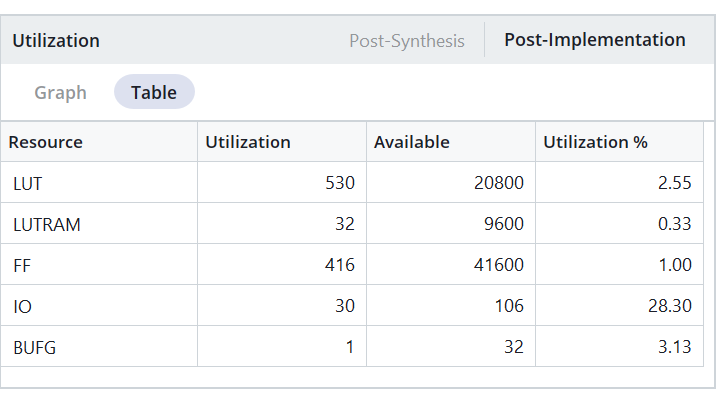 Utilization Post-Synthesis Post-Implementation
Graph Table
Resource Utilization Available Utilization %
LUT 530 20800 2.55
LUTRAM 32 9600 0.33
FF 416 41600 1.00
IO 30 106 28.30
BUFG 1 32 3.13